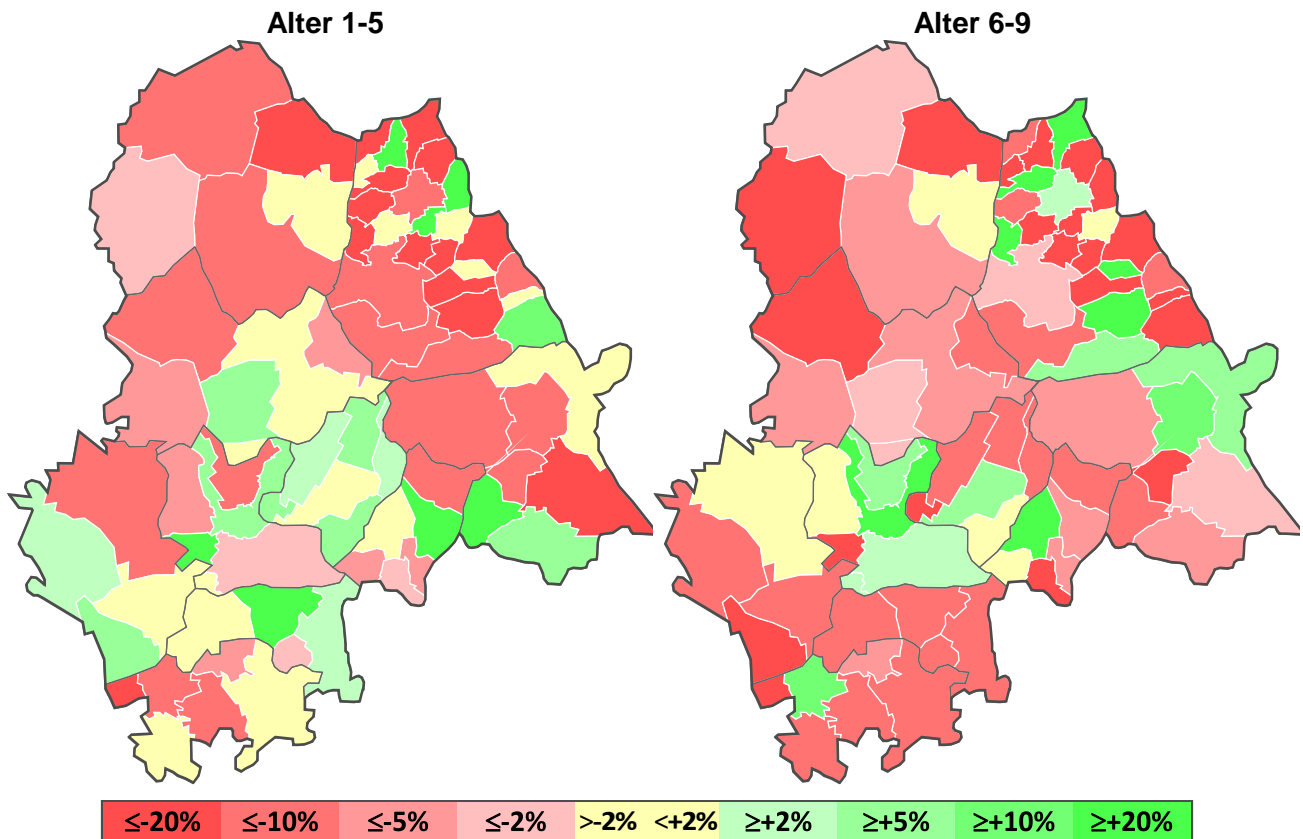 Alter 1-5 Alter 6-9
≤-20% ≤-10% ≤-5% ≤-2% >-2% <+2% ≥+2% ≥+5% ≥+10% ≥+20%